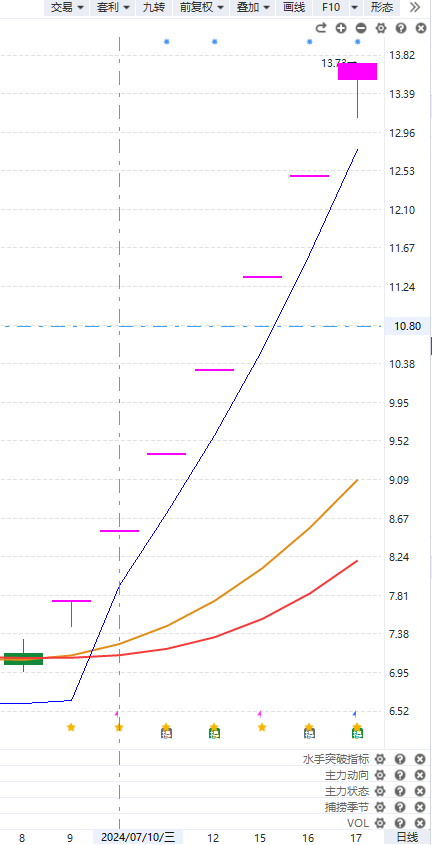 交易 套利 九转 前复权 叠加 画线 F10 形态
13.82
13.73
13.39
12.96
12.53
12.10
11.67
11.24
10.80
10.38
9.95
9.52
9.09
8.67
8.24
7.81
7.38
6.95
6.52
水手突破指标
主力动向
主力状态
捕捞季节
VOL
8 9 2024/07/10/三 12 15 16 17 日线